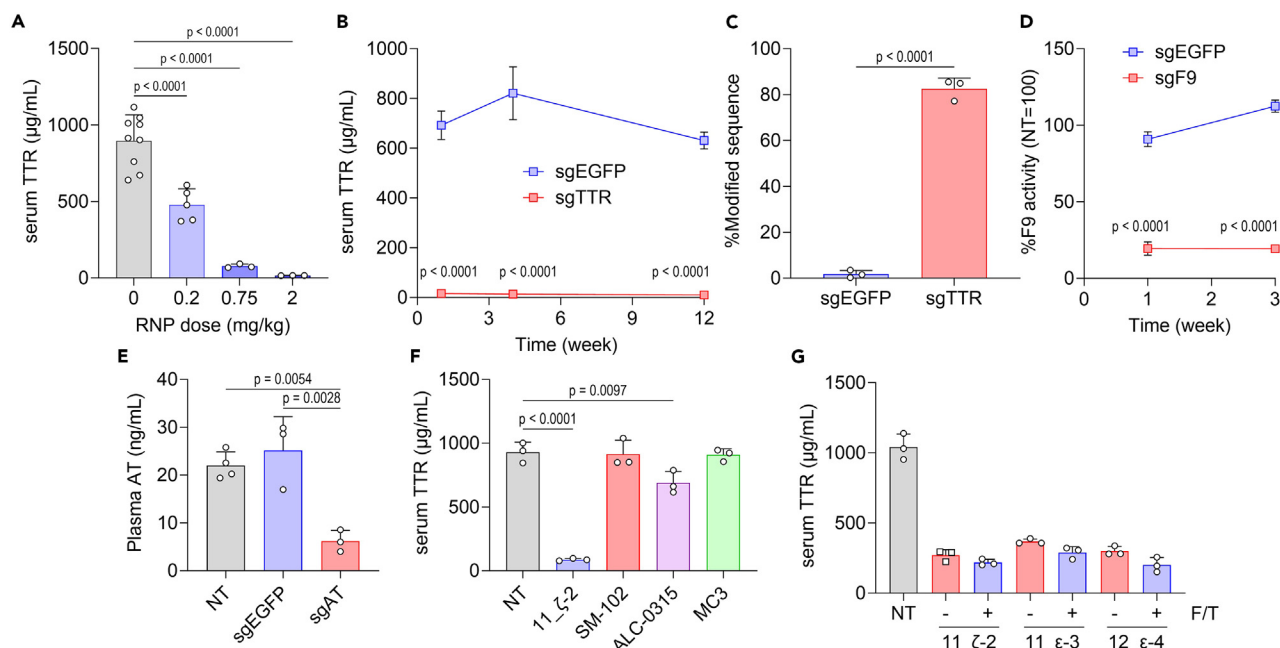 A
p < 0.0001
p < 0.0001
p < 0.0001
serum TTR (µg/mL)
1500
1000
500
0
0 0.2 0.75 2
RNP dose (mg/kg)
B
serum TTR (µg/mL)
1000
800
600
400
200
0
sgEGFP
sgTTR
p < 0.0001 p < 0.0001 p < 0.0001
0 3 6 9 12
Time (week)
C
p < 0.0001
%Modified sequence
100
80
60
40
20
0
sgEGFP sgTTR
D
sgEGFP
sgF9
%F9 activity (NT=100)
150
100
50
0
p < 0.0001 p < 0.0001
0 1 2 3
Time (week)
E
p = 0.0054
p = 0.0028
Plasma AT (ng/mL)
40
30
20
10
0
NT sgEGFP sgAT
F
p = 0.0097
p < 0.0001
serum TTR (µg/mL)
1500
1000
500
0
NT 11_ζ-2 SM-102 ALC-0315 MC3
G
serum TTR (µg/mL)
1500
1000
500
0
NT - + - + - + F/T
11_ζ-2 11_ε-3 12_ε-4